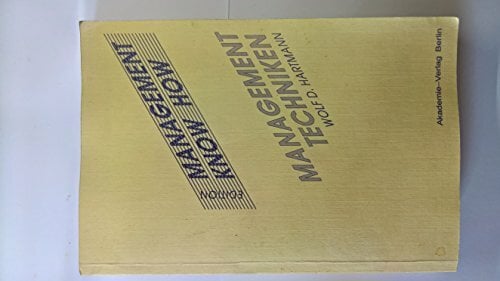 EDITION
MANAGEMENT
KNOW HOW
MANAGEMENT
TECHNIKEN
WOLF D. HARTMANN
Akademie-Verlag Berlin